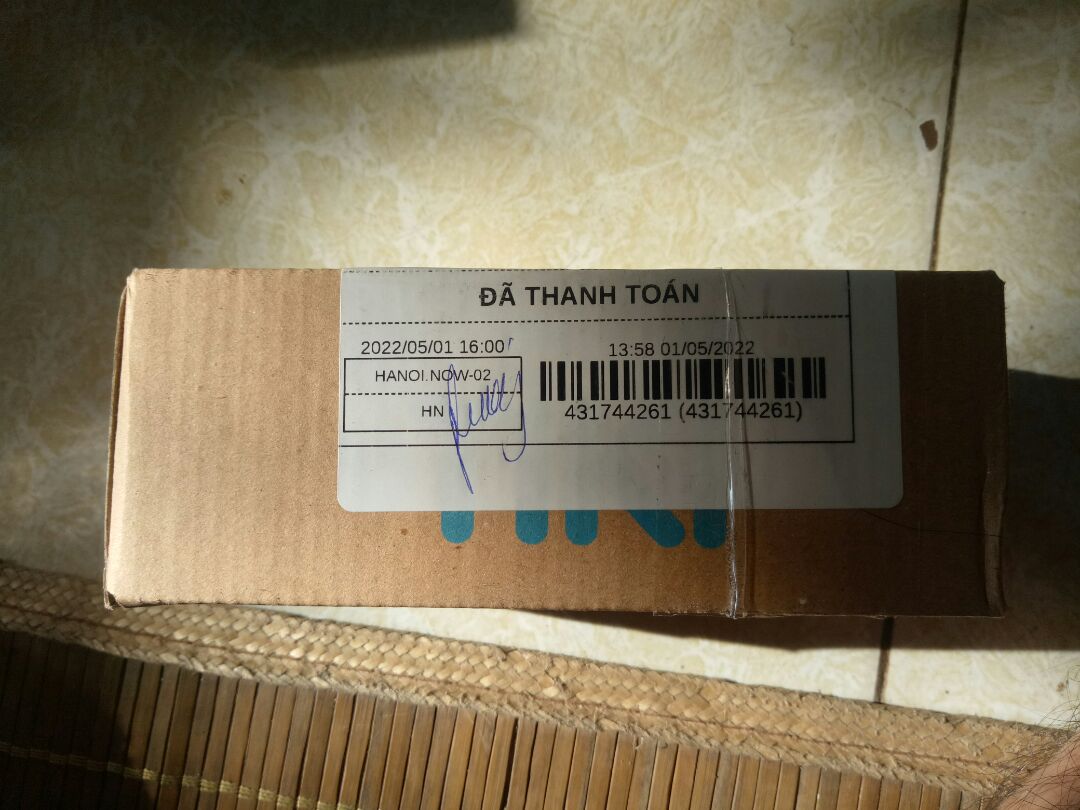 ĐÃ THANH TOÁN
2022/05/01 16:00
13:58 01/05/2022
HANOI.NOW-02
HN
431744261 (431744261)